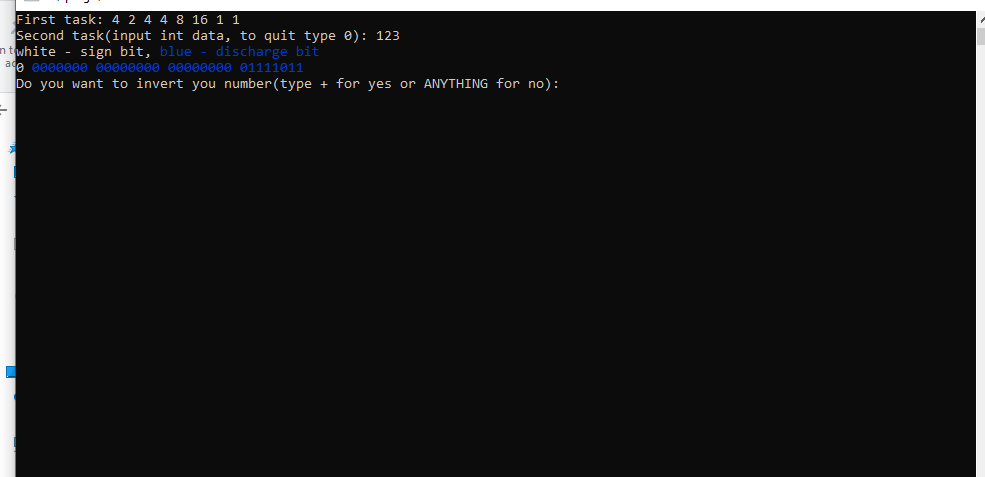 First task: 4 2 4 4 8 16 1 1
Second task(input int data, to quit type 0): 123
white - sign bit, blue - discharge bit
0 0000000 00000000 00000000 01111011
Do you want to invert you number(type + for yes or ANYTHING for no):